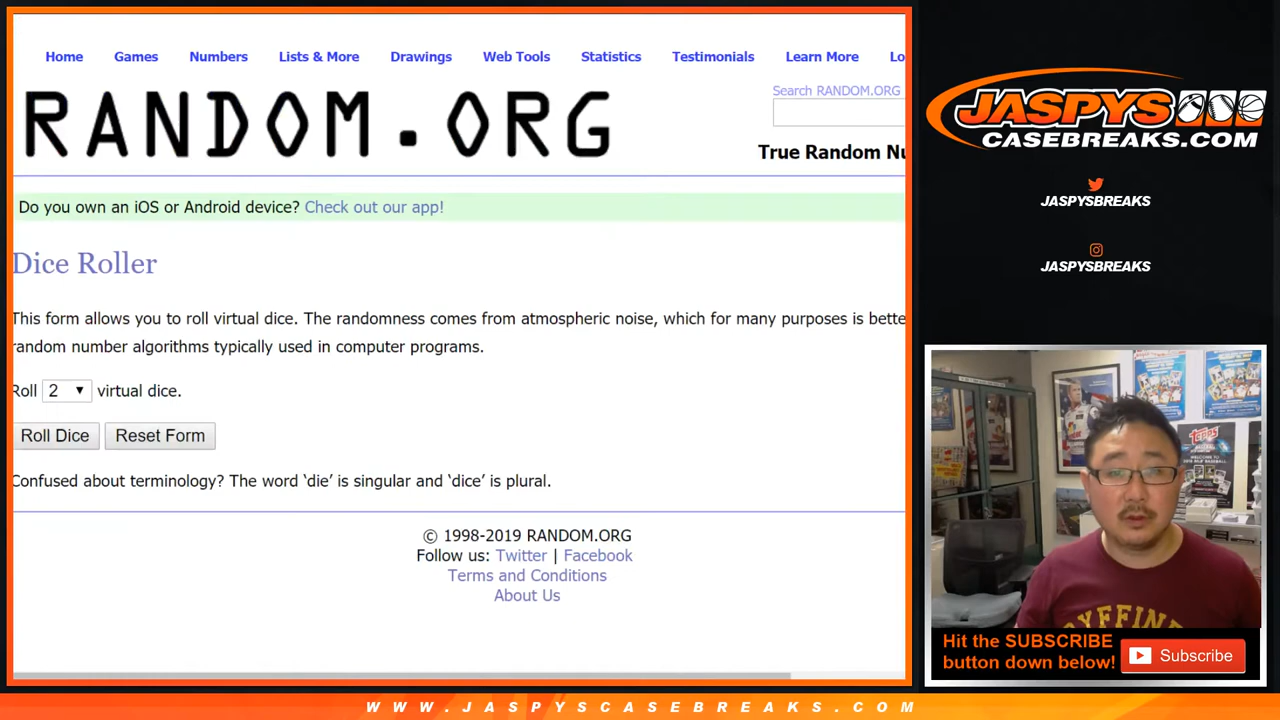 Home Games Numbers Lists & More Drawings Web Tools Statistics Testimonials Learn More Lo
RANDOM.ORG
Search RANDOM.ORG
True Random Nu
Do you own an iOS or Android device? Check out our app!
Dice Roller
This form allows you to roll virtual dice. The randomness comes from atmospheric noise, which for many purposes is bette
random number algorithms typically used in computer programs.
Roll 2 virtual dice.
Roll Dice Reset Form
Confused about terminology? The word ‘die’ is singular and ‘dice’ is plural.
© 1998-2019 RANDOM.ORG
Follow us: Twitter | Facebook
Terms and Conditions
About Us
JASPYS
CASEBREAKS.COM
JASPYSBREAKS
JASPYSBREAKS
TOPPS
Hit the SUBSCRIBE
button down below!
Subscribe
WWW.JASPYSCASEBREAKS.COM